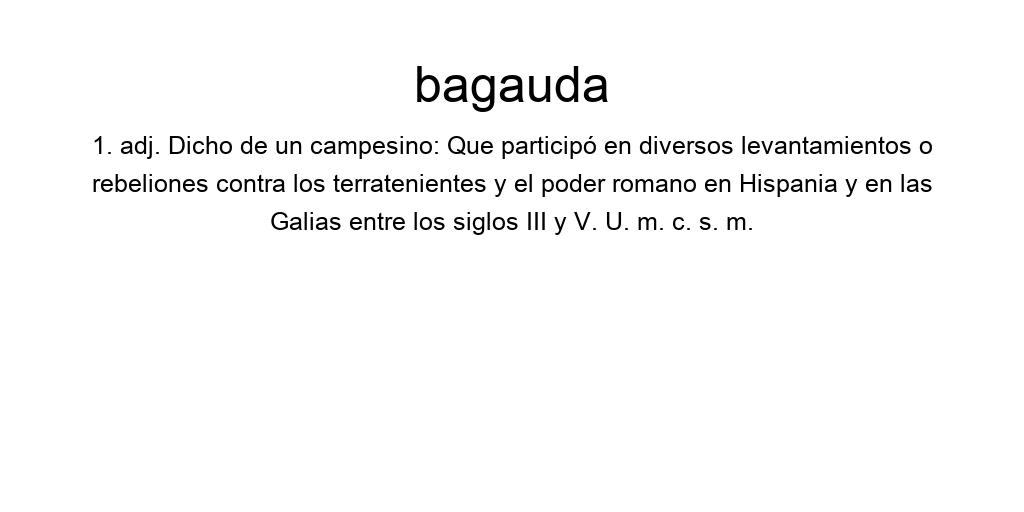 bagauda
1. adj. Dicho de un campesino: Que participó en diversos levantamientos o
rebeliones contra los terratenientes y el poder romano en Hispania y en las
Galias entre los siglos III y V. U. m. c. s. m.